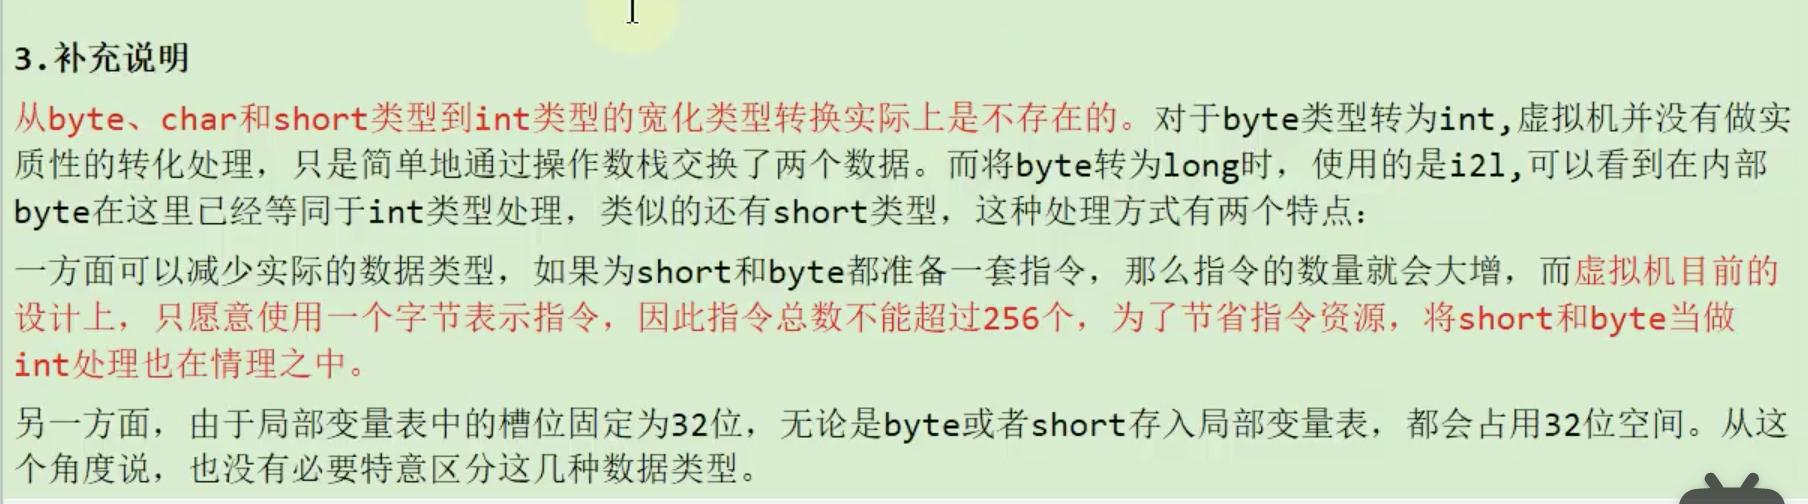 3.补充说明
从byte、char和short类型到int类型的宽化类型转换实际上是不存在的。对于byte类型转为int,虚拟机并没有做实
质性的转化处理，只是简单地通过操作数栈交换了两个数据。而将byte转为long时，使用的是i2l,可以看到在内部
byte在这里已经等同于int类型处理，类似的还有short类型，这种处理方式有两个特点：
一方面可以减少实际的数据类型，如果为short和byte都准备一套指令，那么指令的数量就会大增，而虚拟机目前的
设计上，只愿意使用一个字节表示指令，因此指令总数不能超过256个，为了节省指令资源，将short和byte当做
int处理也在情理之中。
另一方面，由于局部变量表中的槽位固定为32位，无论是byte或者short存入局部变量表，都会占用32位空间。从这
个角度说，也没有必要特意区分这几种数据类型。